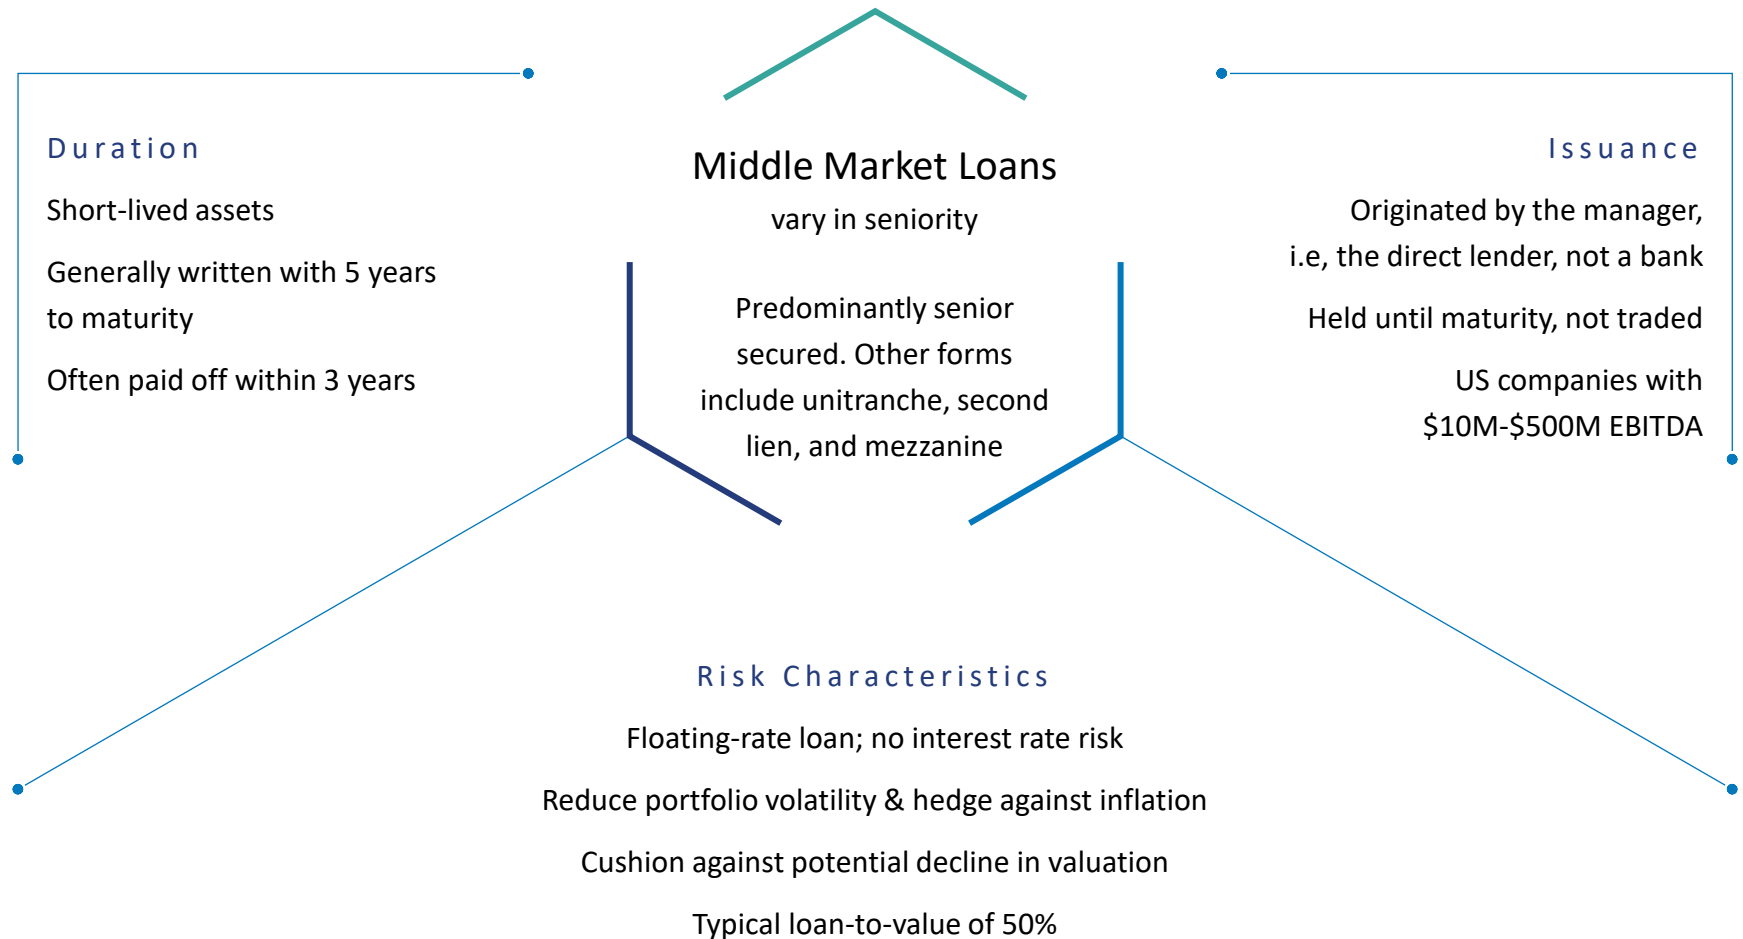 Middle Market Loans
vary in seniority
Predominantly senior
secured. Other forms
include unitranche, second
lien, and mezzanine
Duration
Short-lived assets
Generally written with 5 years
to maturity
Often paid off within 3 years
Issuance
Originated by the manager,
i.e, the direct lender, not a bank
Held until maturity, not traded
US companies with
$10M-$500M EBITDA
Risk Characteristics
Floating-rate loan; no interest rate risk
Reduce portfolio volatility & hedge against inflation
Cushion against potential decline in valuation
Typical loan-to-value of 50%